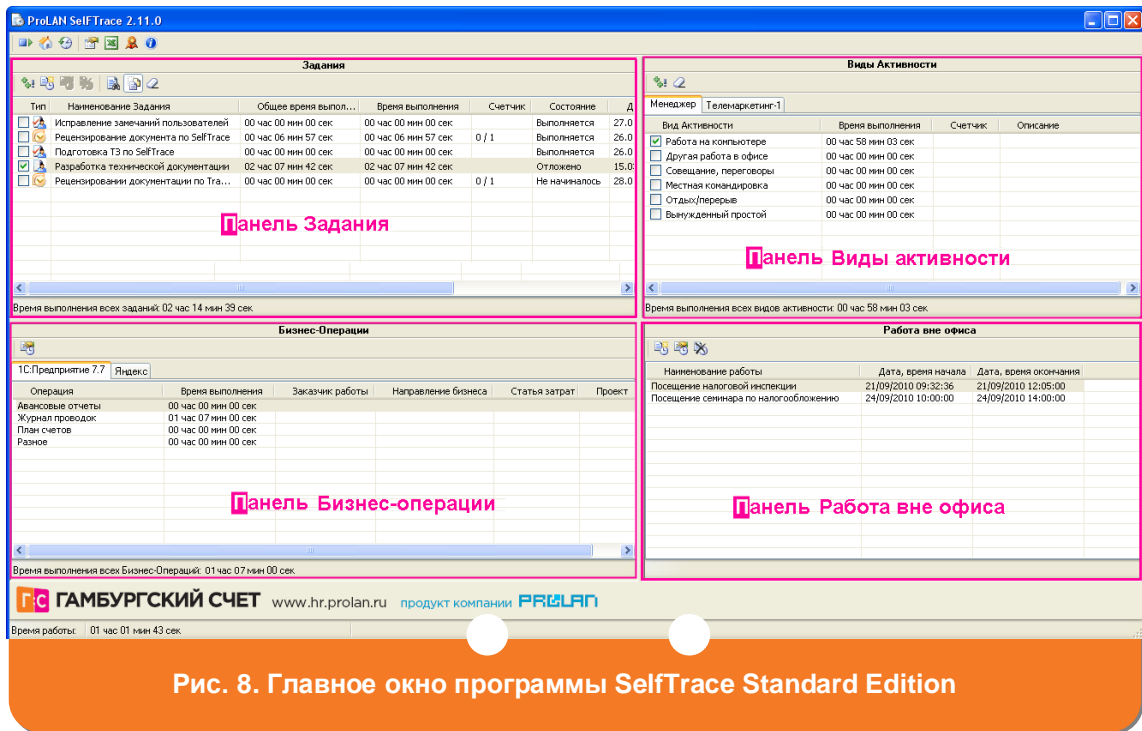 ProLAN SelFTrace 2.11.0
Задания
Тип Наименование Задания Общее время выпол... Время выполнения Счетчик Состояние Д
Исправление замечаний пользователей 00 час 00 мин 00 сек 00 час 00 мин 00 сек Выполняется 27.0
Рецензирование документа по SelfTrace 00 час 06 мин 57 сек 00 час 06 мин 57 сек 0 / 1 Выполняется 26.0
Подготовка ТЗ по SelfTrace 00 час 00 мин 00 сек 00 час 00 мин 00 сек Выполняется 26.0
Разработка технической документации 02 час 07 мин 42 сек 02 час 07 мин 42 сек Отложено 15.0
Рецензировании документации по Tra... 00 час 00 мин 00 сек 00 час 00 мин 00 сек 0 / 1 Не начиналось 28.0
Панель Задания
Время выполнения всех заданий: 02 час 14 мин 39 сек
Виды Активности
Менеджер Телемаркетинг-1
Вид Активности Время выполнения Счетчик Описание
Работа на компьютере 00 час 58 мин 03 сек
Другая работа в офисе 00 час 00 мин 00 сек
Совещание, переговоры 00 час 00 мин 00 сек
Местная командировка 00 час 00 мин 00 сек
Отдых/перерыв 00 час 00 мин 00 сек
Вынужденный простой 00 час 00 мин 00 сек
Панель Виды активности
Время выполнения всех видов активности: 00 час 58 мин 03 сек
Бизнес-Операции
1С:Предприятие 7.7 Яндекс
Операция Время выполнения Заказчик работы Направление бизнеса Статья затрат Проект
Авансовые отчеты 00 час 00 мин 00 сек
Журнал проводок 01 час 07 мин 00 сек
План счетов 00 час 00 мин 00 сек
Разное 00 час 00 мин 00 сек
Панель Бизнес-операции
Время выполнения всех Бизнес-Операций: 01 час 07 мин 00 сек
Работа вне офиса
Наименование работы Дата, время начала Дата, время окончания
Посещение налоговой инспекции 21/09/2010 09:32:36 21/09/2010 12:05:00
Посещение семинара по налогообложению 24/09/2010 10:00:00 24/09/2010 14:00:00
Панель Работа вне офиса
Г:С ГАМБУРГСКИЙ СЧЕТ www.hr.prolan.ru продукт компании PROLAN
Время работы: 01 час 01 мин 43 сек
Рис. 8. Главное окно программы SelfTrace Standard Edition